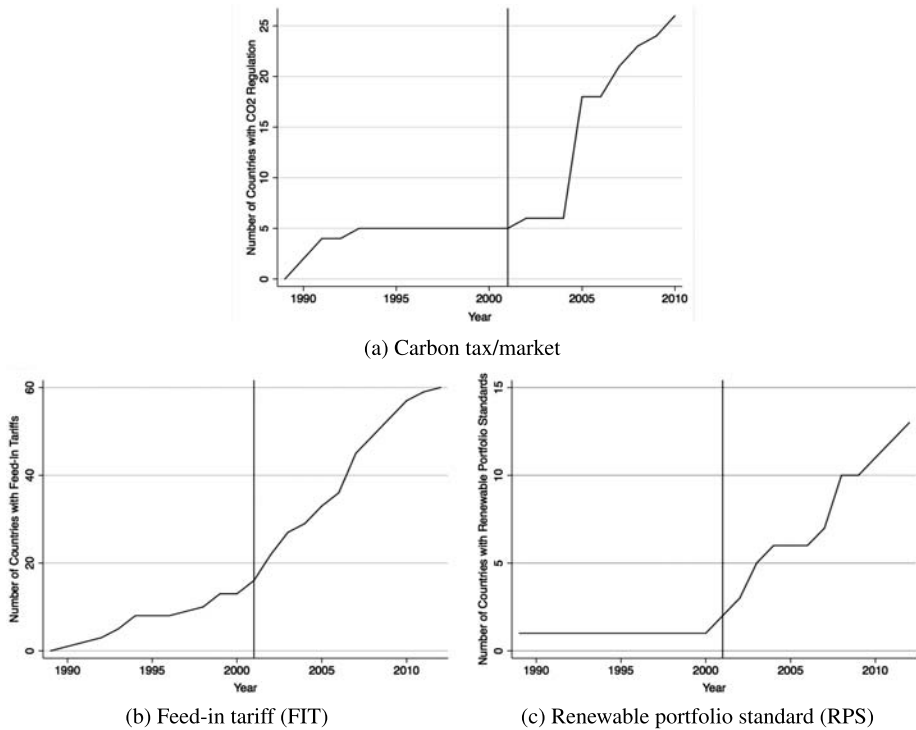 Number of Countries with CO2 Regulation
25
20
15
10
5
0
1990 1995 2000 2005 2010
Year
(a) Carbon tax/market
Number of Countries with Feed-in Tariffs
60
40
20
0
1990 1995 2000 2005 2010
Year
(b) Feed-in tariff (FIT)
Number of Countries with Renewable Portfolio Standards
15
10
5
0
1990 1995 2000 2005 2010
Year
(c) Renewable portfolio standard (RPS)